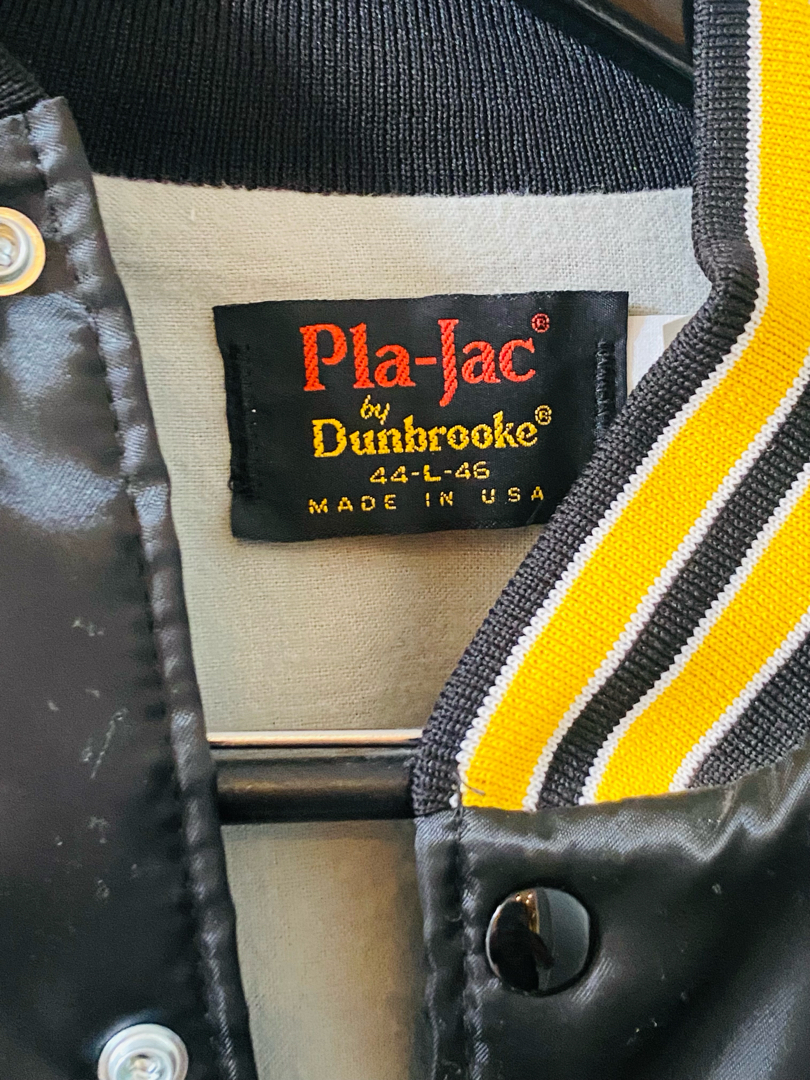 Pla-Jac®
by
Dunbrooke®
44-L-46
MADE IN USA